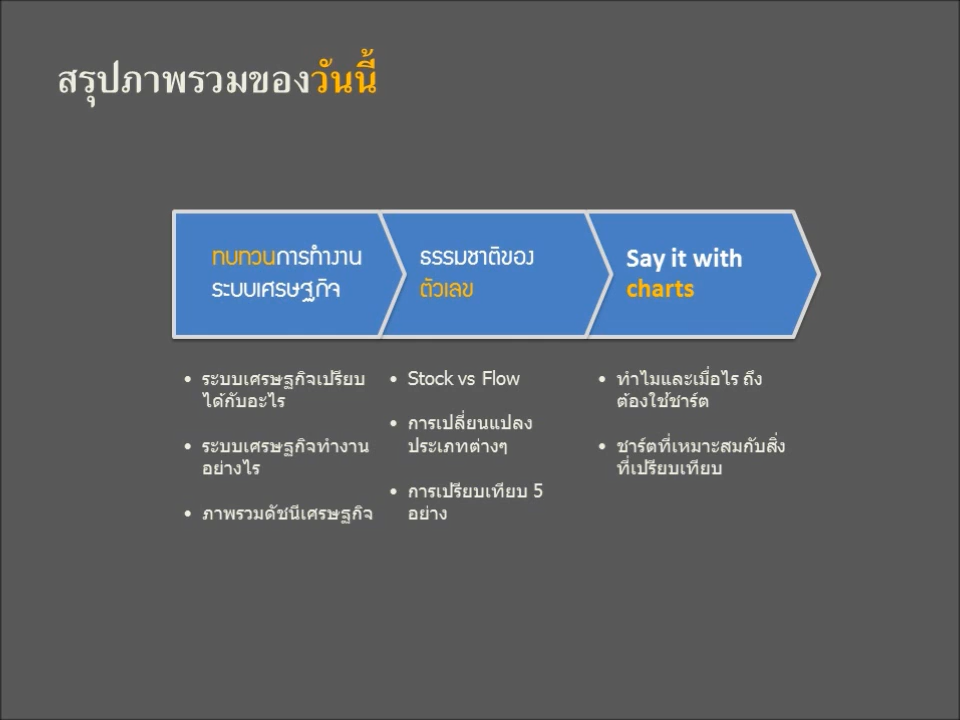 สรุปภาพรวมของวันนี้
ทบทวนการทำงาน
ระบบเศรษฐกิจ
ธรรมชาติของ
ตัวเลข
Say it with
charts
• ระบบเศรษฐกิจเปรียบ
ได้กับอะไร
• ระบบเศรษฐกิจทำงาน
อย่างไร
• ภาพรวมดัชนีเศรษฐกิจ
• Stock vs Flow
• การเปลี่ยนแปลง
ประเภทต่างๆ
• การเปรียบเทียบ 5
อย่าง
• ทำไมและเมื่อไร ถึง
ต้องใช้ชาร์ต
• ชาร์ตที่เหมาะสมกับสิ่ง
ที่เปรียบเทียบ